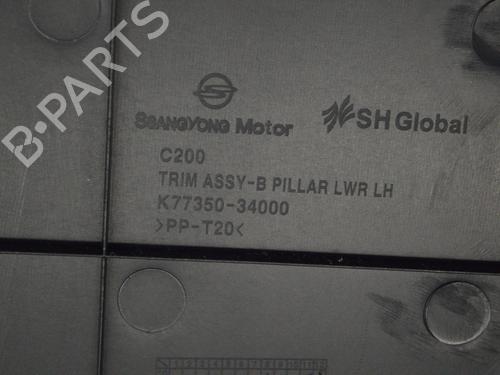 B-PARTS
SSANGYONG Motor
SH Global
C200
TRIM ASSY-B PILLAR LWR LH
K77350-34000
>PP-T20<